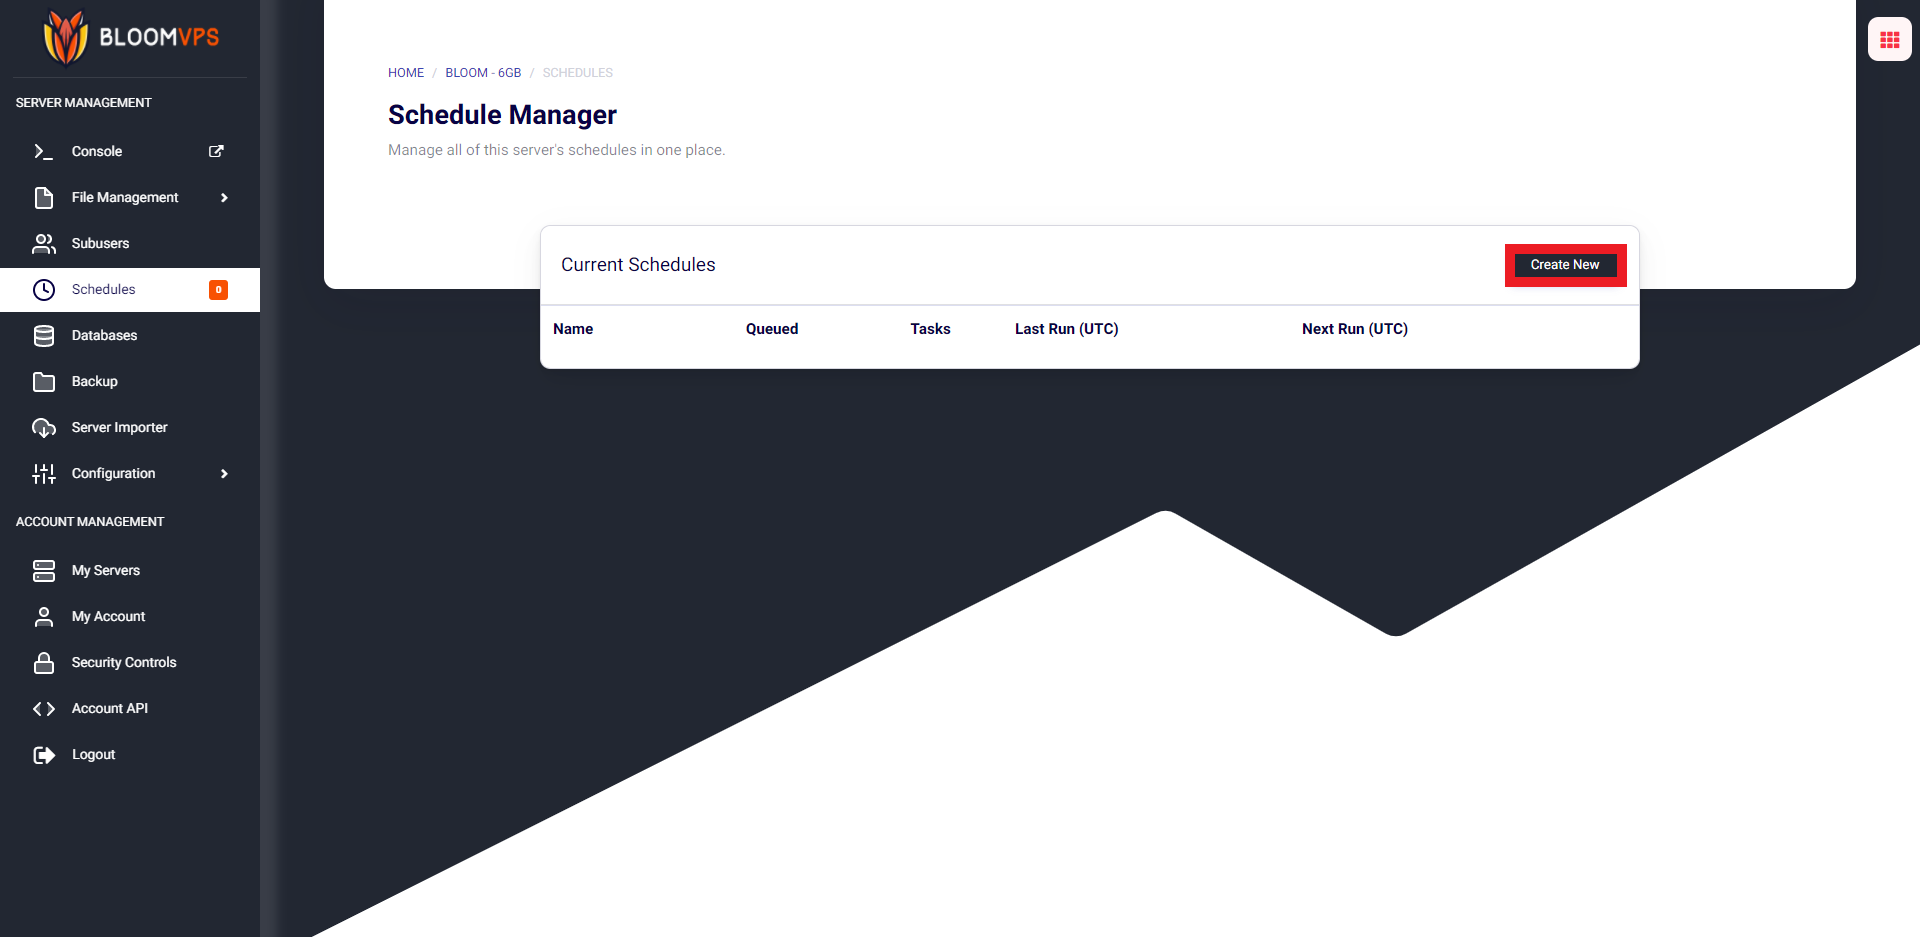 BLOOMVPS
SERVER MANAGEMENT
Console
File Management
Subusers
Schedules 0
Databases
Backup
Server Importer
Configuration
ACCOUNT MANAGEMENT
My Servers
My Account
Security Controls
Account API
Logout
HOME / BLOOM - 6GB / SCHEDULES
Schedule Manager
Manage all of this server's schedules in one place.
Current Schedules Create New
Name Queued Tasks Last Run (UTC) Next Run (UTC)